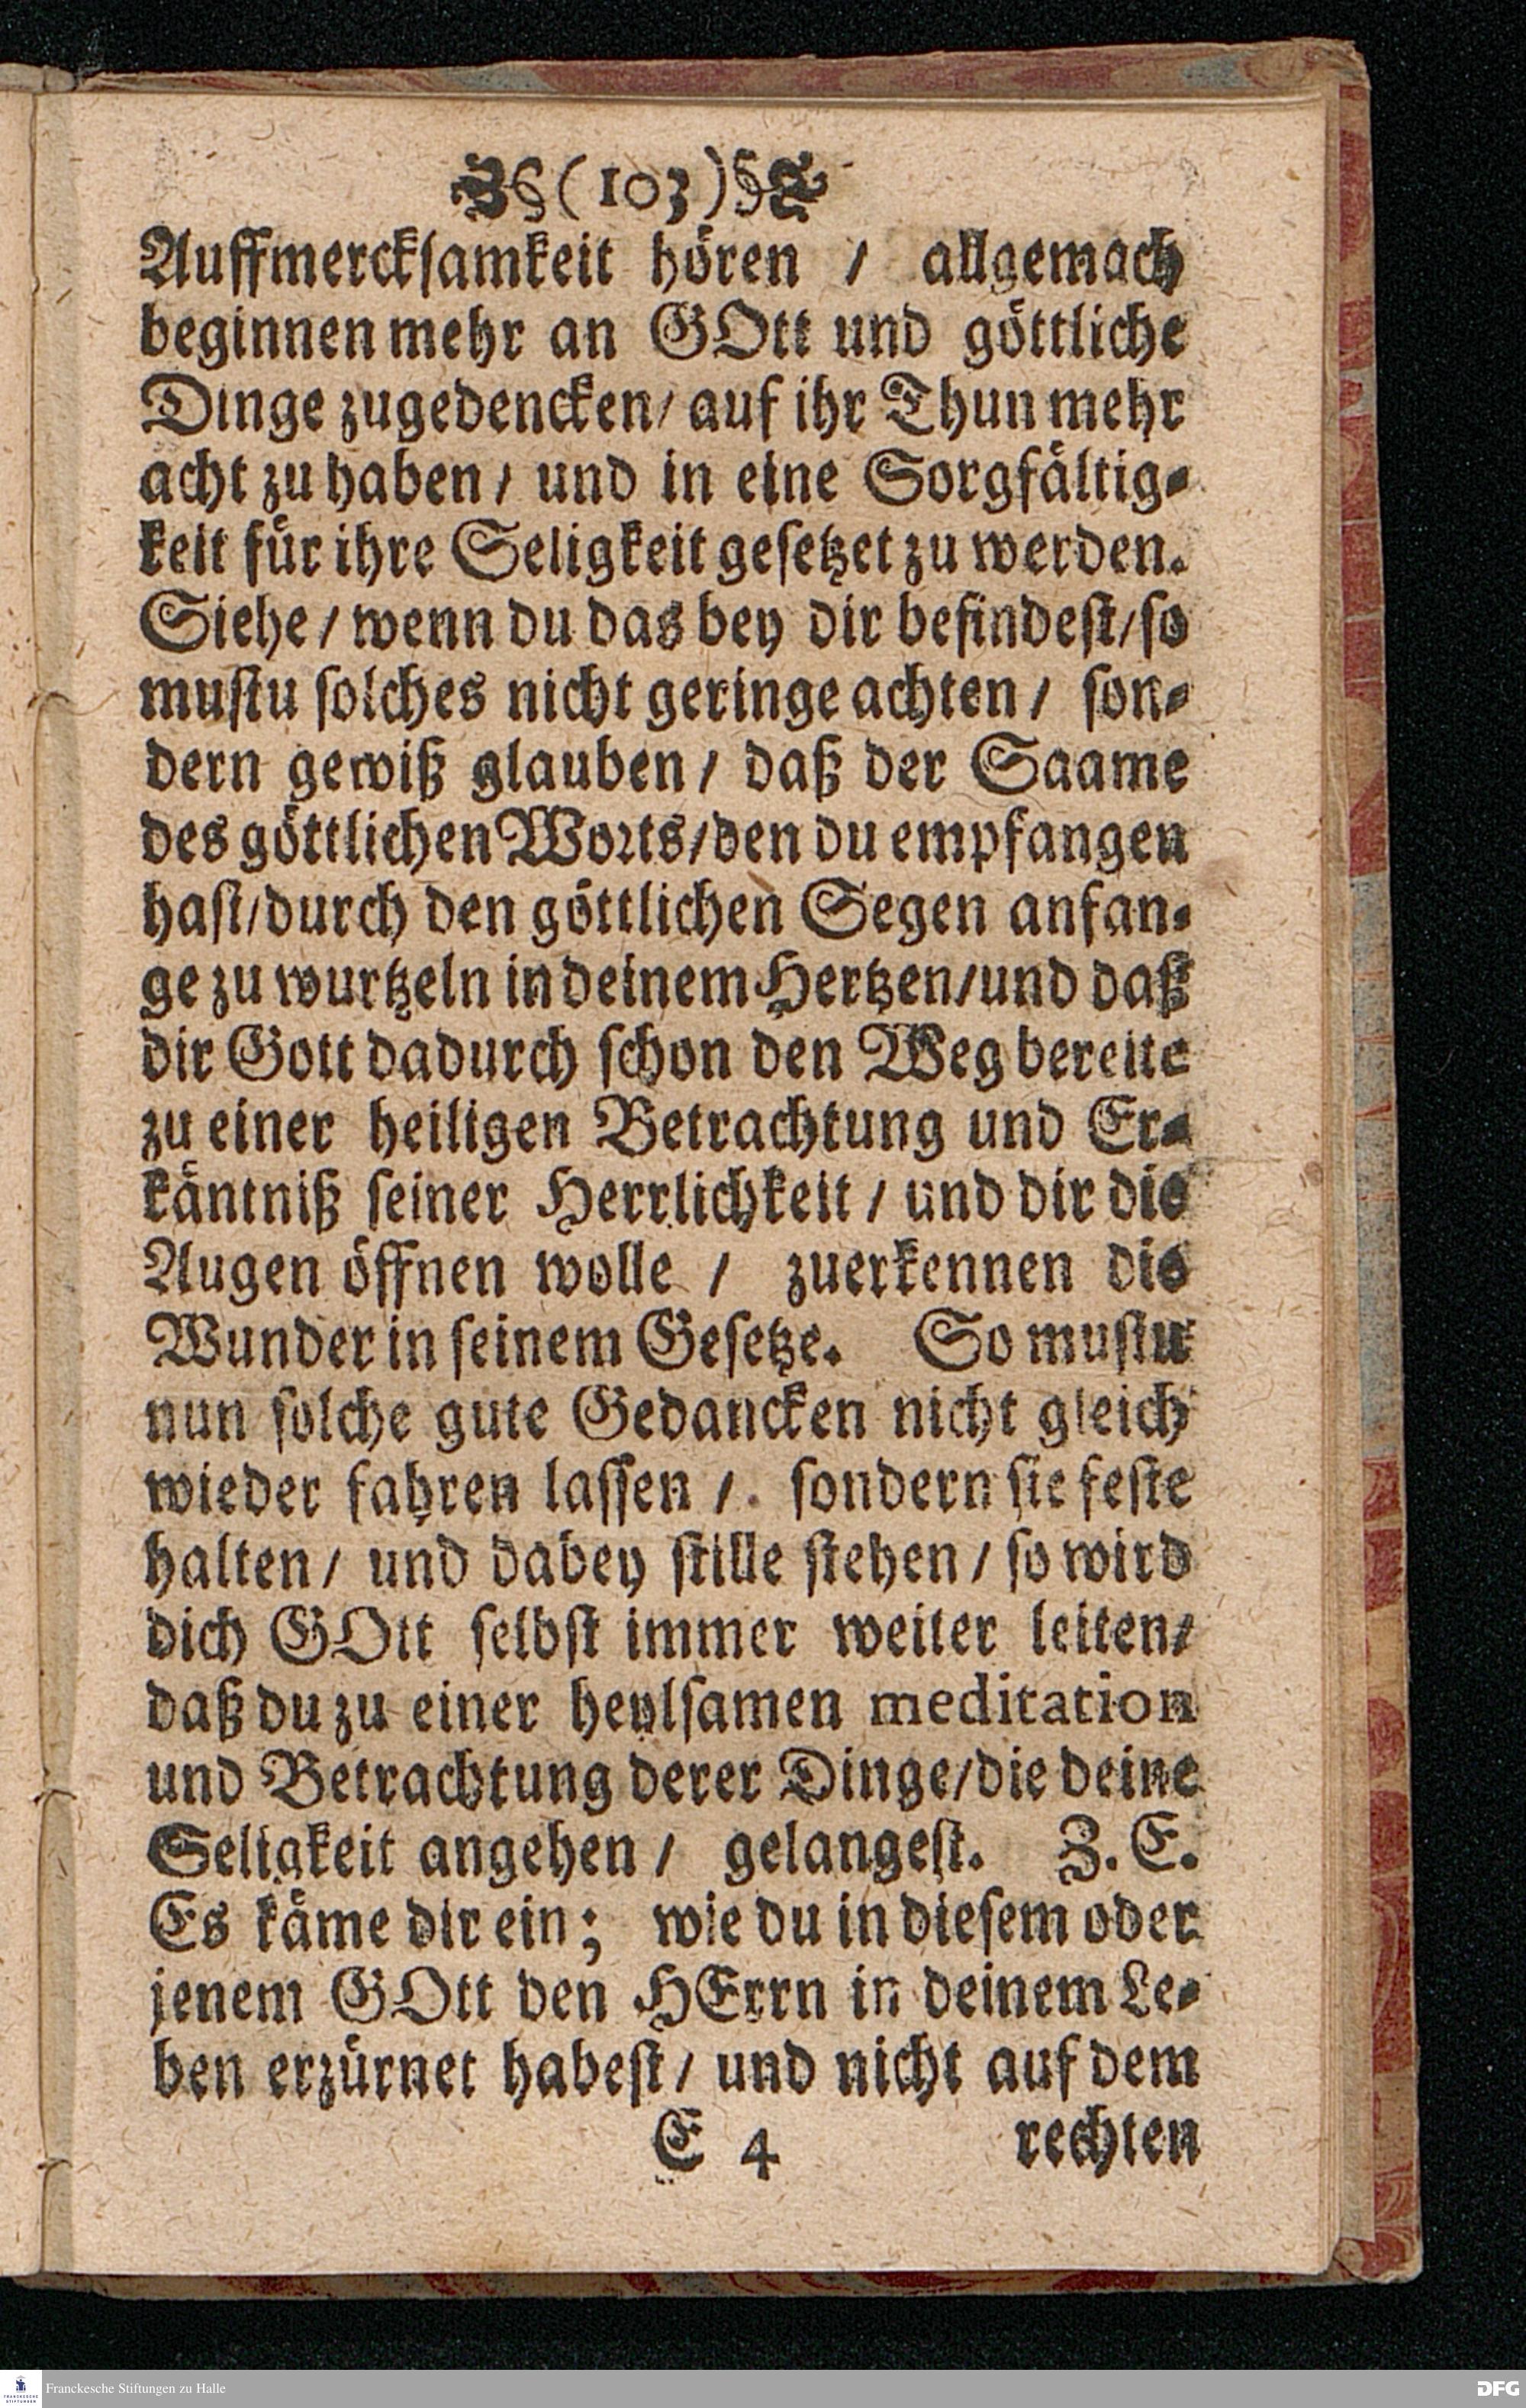 §(103)§
Auffmercksamkeit hören / allgemach
beginnen mehr an GOtt und göttliche
Dinge zugedencken/ auf ihr Thun mehr
acht zu haben / und in eine Sorgfältig-
keit für ihre Seligkeit gesetzet zu werden.
Siehe / wenn du das bey dir befindest/so
mustu solches nicht geringe achten / son-
dern gewiß glauben / daß der Saame
des göttlichen Worts/den du empfangen
hast/durch den göttlichen Segen anfan-
ge zu wurtzeln in deinem Hertzen/und daß
dir Gott dadurch schon den Weg bereite
zu einer heiligen Betrachtung und Er-
käntniß seiner Herrlichkeit / und dir die
Augen öffnen wolle / zuerkennen die
Wunder in seinem Gesetze. So mustu
nun solche gute Gedancken nicht gleich
wieder fahren lassen /. sondern sie feste
halten/ und dabey stille stehen / so wird
dich GOtt selbst immer weiter leiten/
daß du zu einer heylsamen meditation
und Betrachtung derer Dinge/die deine
Seligkeit angehen / gelangest. Z. E.
Es käme dir ein; wie du in diesem oder
jenem GOtt den HErrn in deinem Le-
ben erzürnet habest / und nicht auf dem
E 4 rechten
FRANCKESCHE STIFTUNGEN
Franckesche Stiftungen zu Halle
DFG